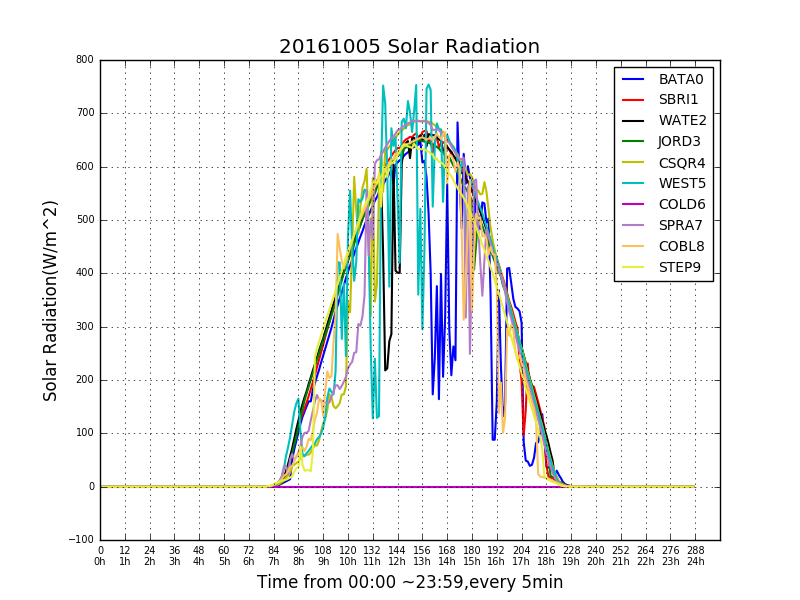 20161005 Solar Radiation
800
700
600
500
400
300
200
100
0
−100
Solar Radiation(W/m^2)
BATA0
SBRI1
WATE2
JORD3
CSQR4
WEST5
COLD6
SPRA7
COBL8
STEP9
0 12 24 36 48 60 72 84 96 108 120 132 144 156 168 180 192 204 216 228 240 252 264 276 288
0h 1h 2h 3h 4h 5h 6h 7h 8h 9h 10h 11h 12h 13h 14h 15h 16h 17h 18h 19h 20h 21h 22h 23h 24h
Time from 00:00 ~23:59,every 5min